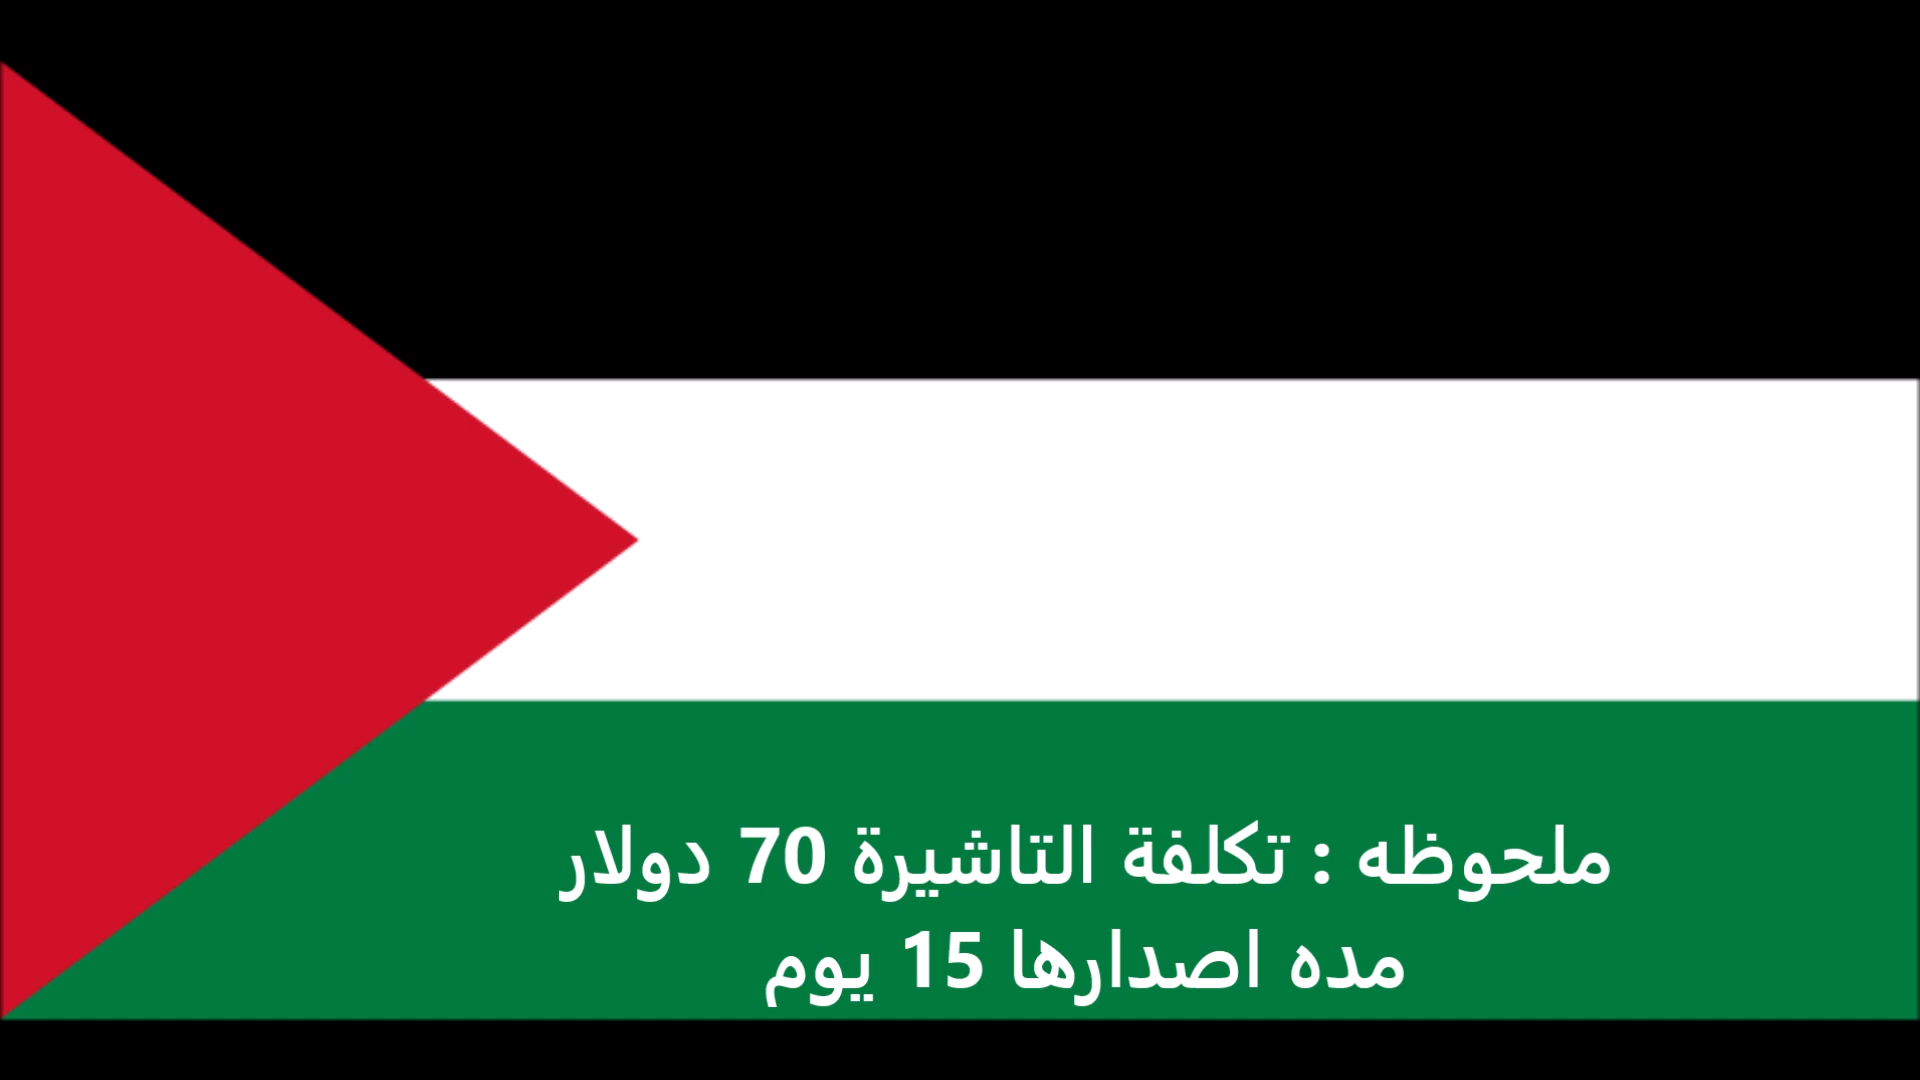 ملحوظه : تكلفة التاشيرة 70 دولار
مده اصدارها 15 يوم